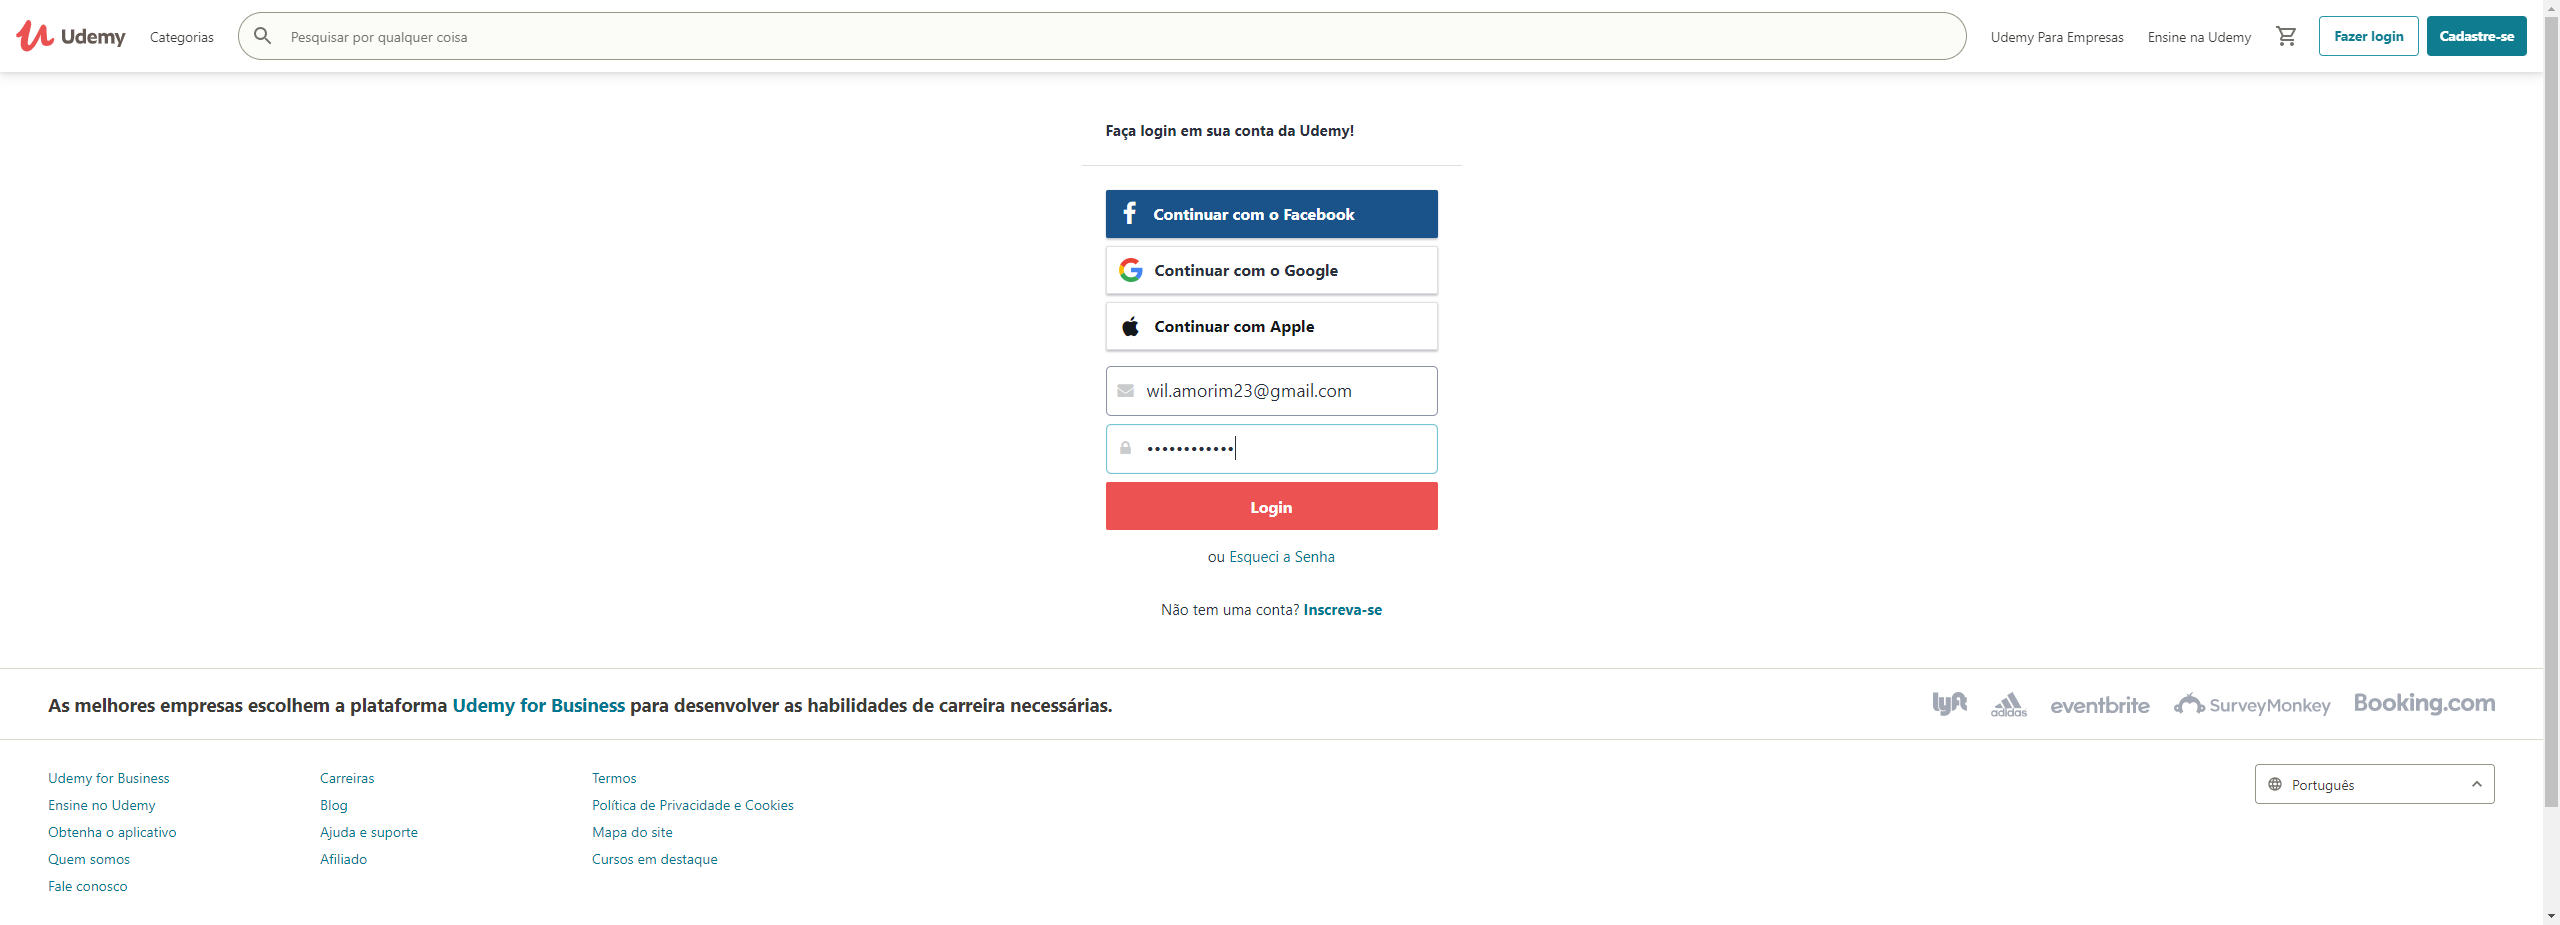 Udemy
Categorias
Pesquisar por qualquer coisa
Udemy Para Empresas
Ensine na Udemy
Fazer login
Cadastre-se
Faça login em sua conta da Udemy!
Continuar com o Facebook
Continuar com o Google
Continuar com Apple
wil.amorim23@gmail.com
••••••••••••
Login
ou Esqueci a Senha
Não tem uma conta? Inscreva-se
As melhores empresas escolhem a plataforma Udemy for Business para desenvolver as habilidades de carreira necessárias.
lyft
adidas
eventbrite
SurveyMonkey
Booking.com
Udemy for Business
Ensine no Udemy
Obtenha o aplicativo
Quem somos
Fale conosco
Carreiras
Blog
Ajuda e suporte
Afiliado
Termos
Política de Privacidade e Cookies
Mapa do site
Cursos em destaque
Português